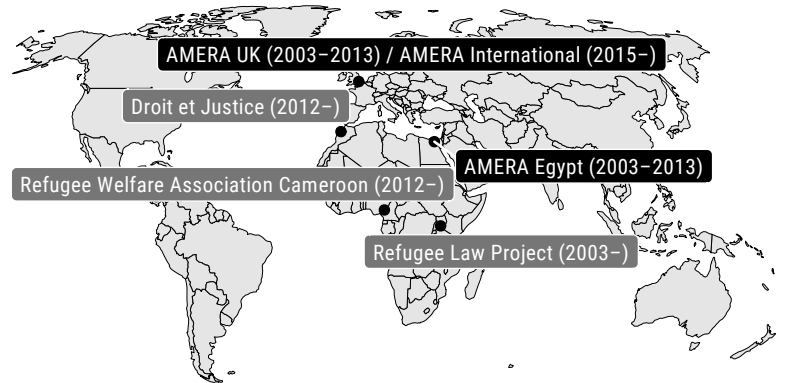 AMERA UK (2003–2013) / AMERA International (2015–)
Droit et Justice (2012–)
AMERA Egypt (2003–2013)
Refugee Welfare Association Cameroon (2012–)
Refugee Law Project (2003–)